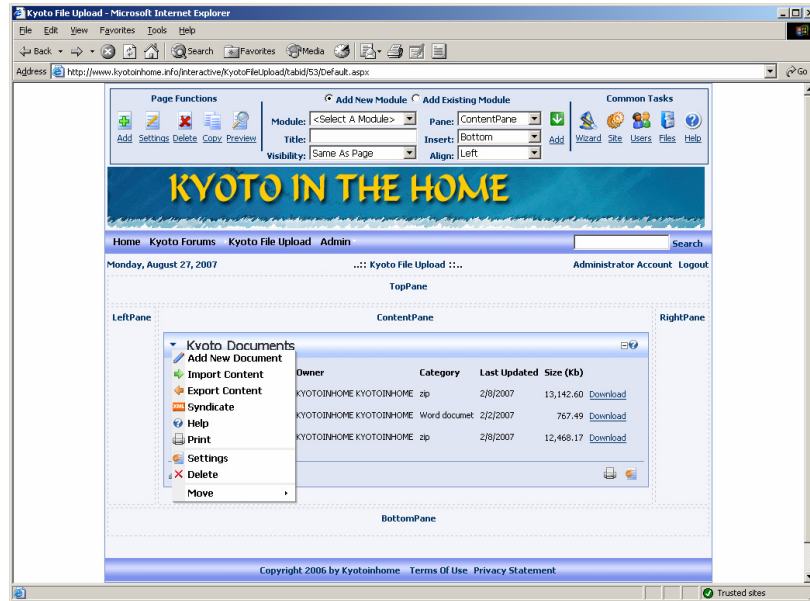 Kyoto File Upload - Microsoft Internet Explorer
File Edit View Favorites Tools Help
Back Search Favorites Media
Address http://www.kyotoinhome.info/interactive/KyotoFileUpload/tabid/53/Default.aspx Go
Page Functions
Add Settings Delete Copy Preview
Add New Module Add Existing Module
Module: <Select A Module> Pane: ContentPane
Title: Insert: Bottom Add
Visibility: Same As Page Align: Left
Common Tasks
Wizard Site Users Files Help
KYOTO IN THE HOME
Home Kyoto Forums Kyoto File Upload Admin Search
Monday, August 27, 2007 ..:: Kyoto File Upload ::.. Administrator Account Logout
TopPane
LeftPane ContentPane RightPane
Kyoto Documents
Add New Document
Import Content
Export Content
XML Syndicate
Help
Print
Settings
Delete
Move
Owner Category Last Updated Size (Kb)
KYOTOINHOME KYOTOINHOME zip 2/8/2007 13,142.60 Download
KYOTOINHOME KYOTOINHOME Word documet 2/2/2007 767.49 Download
KYOTOINHOME KYOTOINHOME zip 2/8/2007 12,468.17 Download
BottomPane
Copyright 2006 by Kyotoinhome Terms Of Use Privacy Statement
Trusted sites